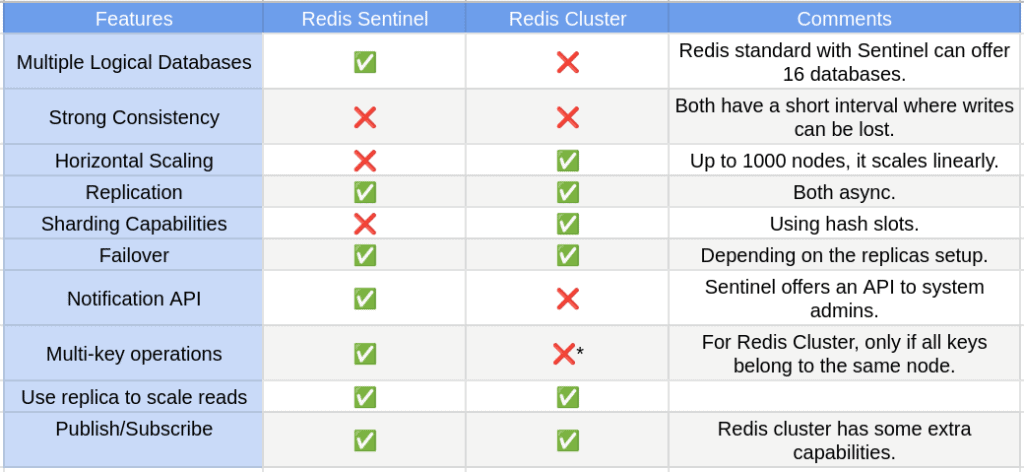 Features Redis Sentinel Redis Cluster Comments
Multiple Logical Databases ✅ ❌ Redis standard with Sentinel can offer
16 databases.
Strong Consistency ❌ ❌ Both have a short interval where writes
can be lost.
Horizontal Scaling ❌ ✅ Up to 1000 nodes, it scales linearly.
Replication ✅ ✅ Both async.
Sharding Capabilities ❌ ✅ Using hash slots.
Failover ✅ ✅ Depending on the replicas setup.
Notification API ✅ ❌ Sentinel offers an API to system
admins.
Multi-key operations ✅ ❌* For Redis Cluster, only if all keys
belong to the same node.
Use replica to scale reads ✅ ✅
Publish/Subscribe ✅ ✅ Redis cluster has some extra
capabilities.